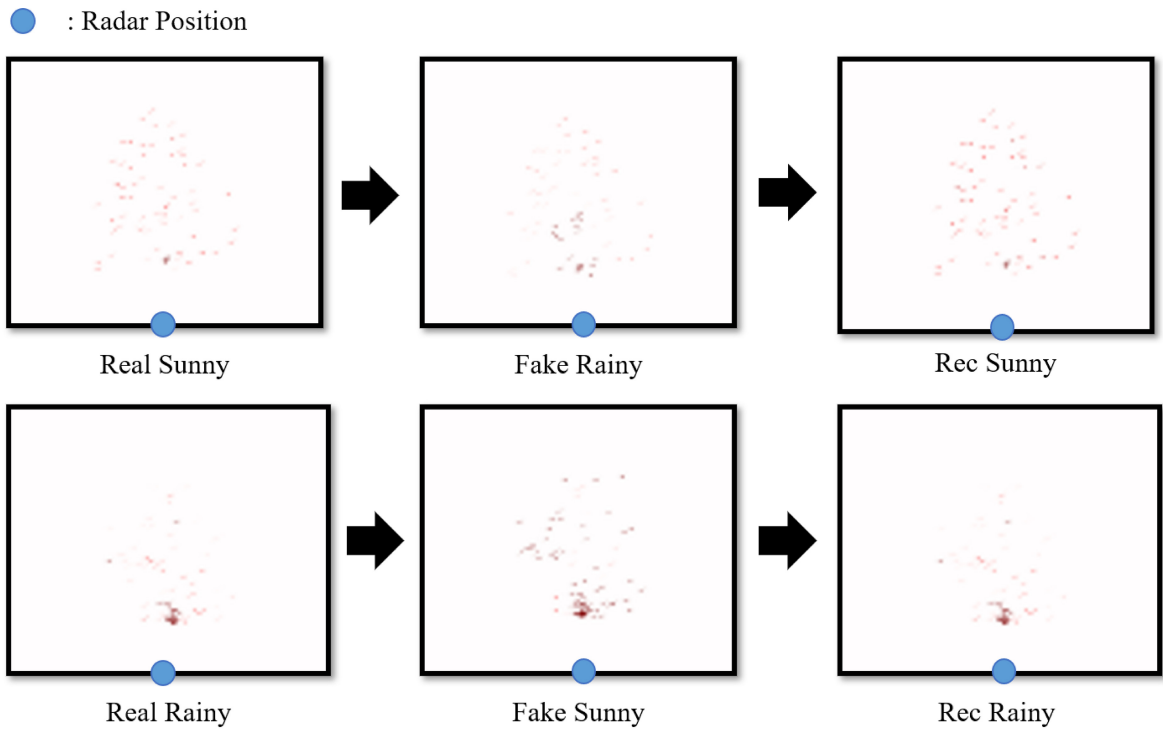 : Radar Position
Real Sunny
Fake Rainy
Rec Sunny
Real Rainy
Fake Sunny
Rec Rainy